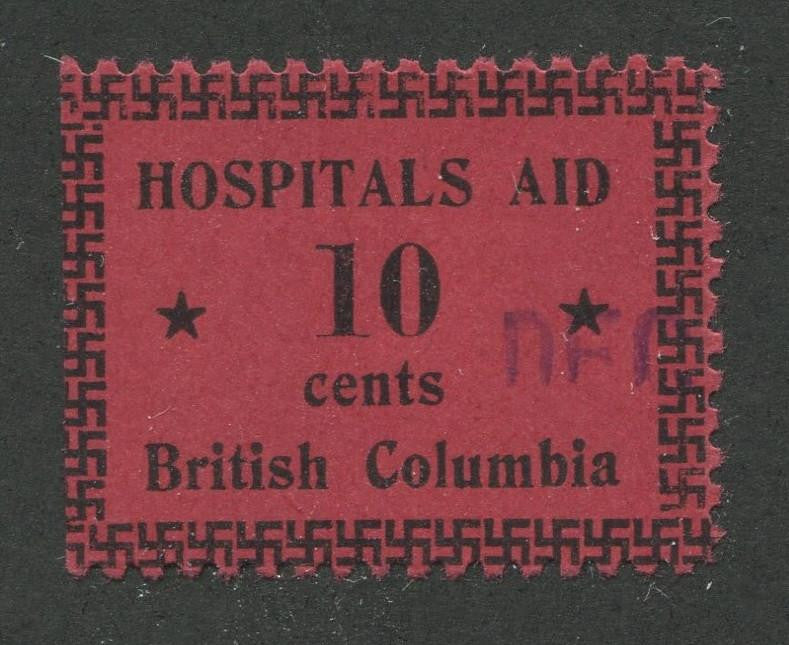 HOSPITALS AID
10
cents
British Columbia